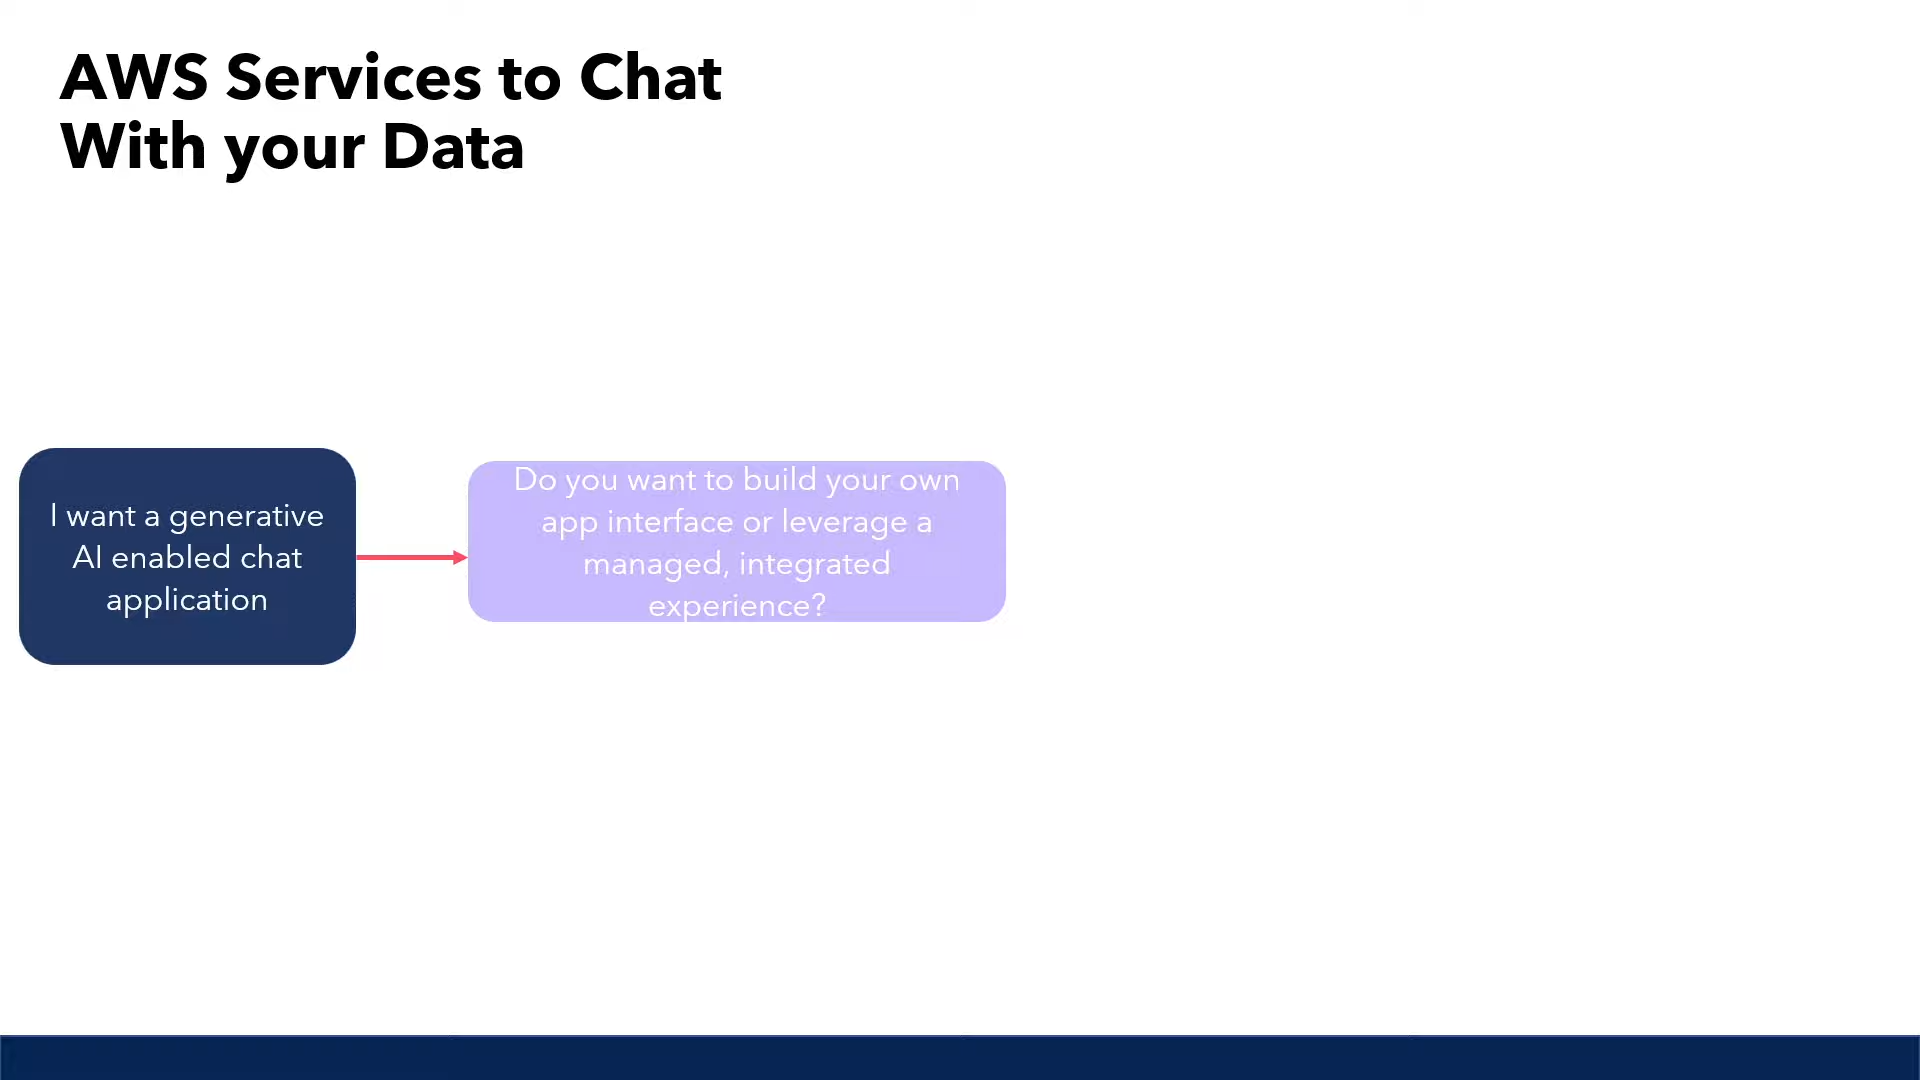 AWS Services to Chat
With your Data
I want a generative
AI enabled chat
application
Do you want to build your own
app interface or leverage a
managed, integrated
experience?